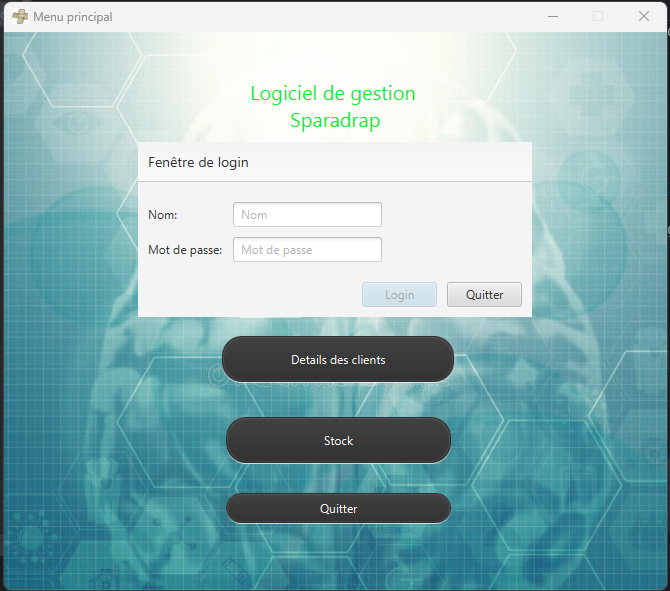 Menu principal
Logiciel de gestion
Sparadrap
Fenêtre de login
Nom:
Nom
Mot de passe:
Mot de passe
Login
Quitter
Details des clients
Stock
Quitter